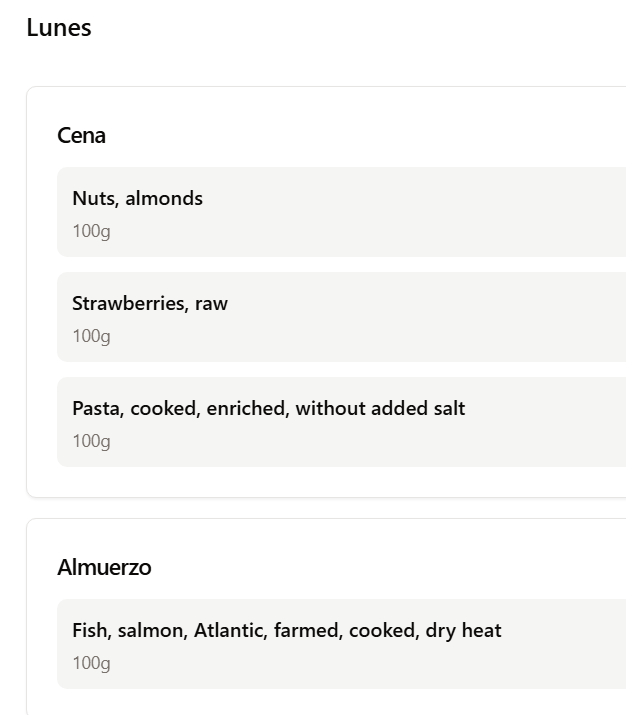 Lunes
Cena
Nuts, almonds
100g
Strawberries, raw
100g
Pasta, cooked, enriched, without added salt
100g
Almuerzo
Fish, salmon, Atlantic, farmed, cooked, dry heat
100g